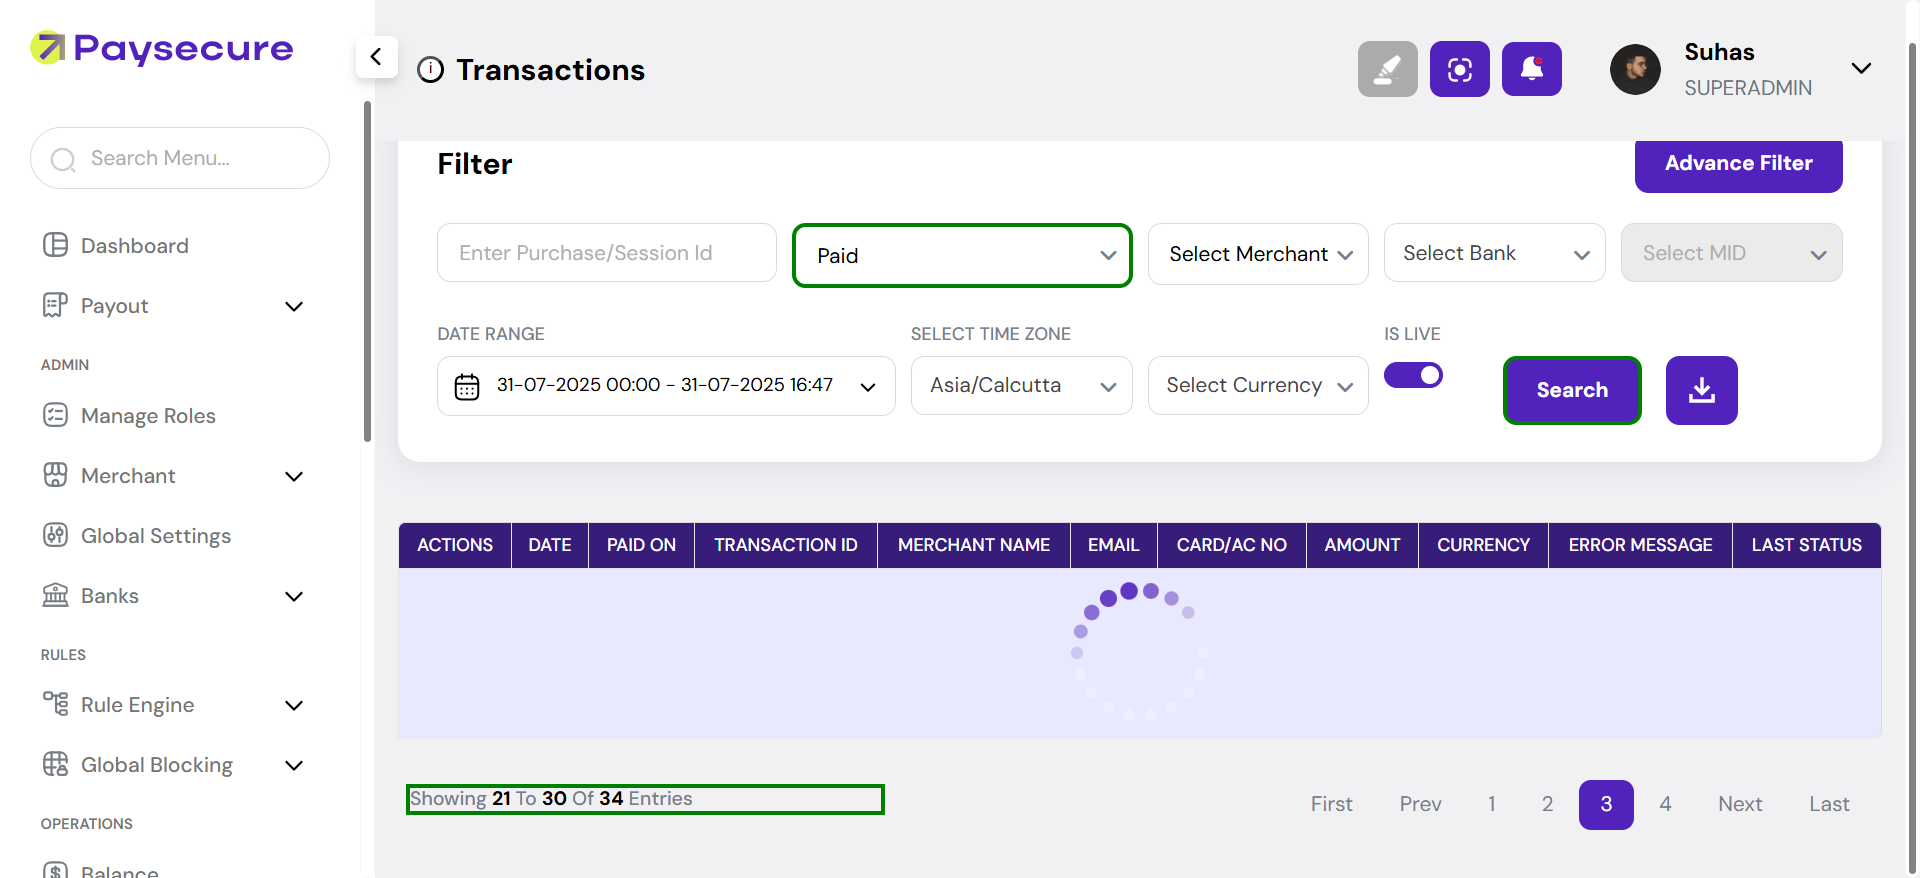 Paysecure
Transactions
Suhas
SUPERADMIN
Search Menu...
Dashboard
Payout
ADMIN
Manage Roles
Merchant
Global Settings
Banks
RULES
Rule Engine
Global Blocking
OPERATIONS
Balance
Filter
Advance Filter
Enter Purchase/Session Id
Paid
Select Merchant
Select Bank
Select MID
DATE RANGE
SELECT TIME ZONE
IS LIVE
31-07-2025 00:00 - 31-07-2025 16:47
Asia/Calcutta
Select Currency
Search
ACTIONS DATE PAID ON TRANSACTION ID MERCHANT NAME EMAIL CARD/AC NO AMOUNT CURRENCY ERROR MESSAGE LAST STATUS
Showing 21 To 30 Of 34 Entries
First Prev 1 2 3 4 Next Last